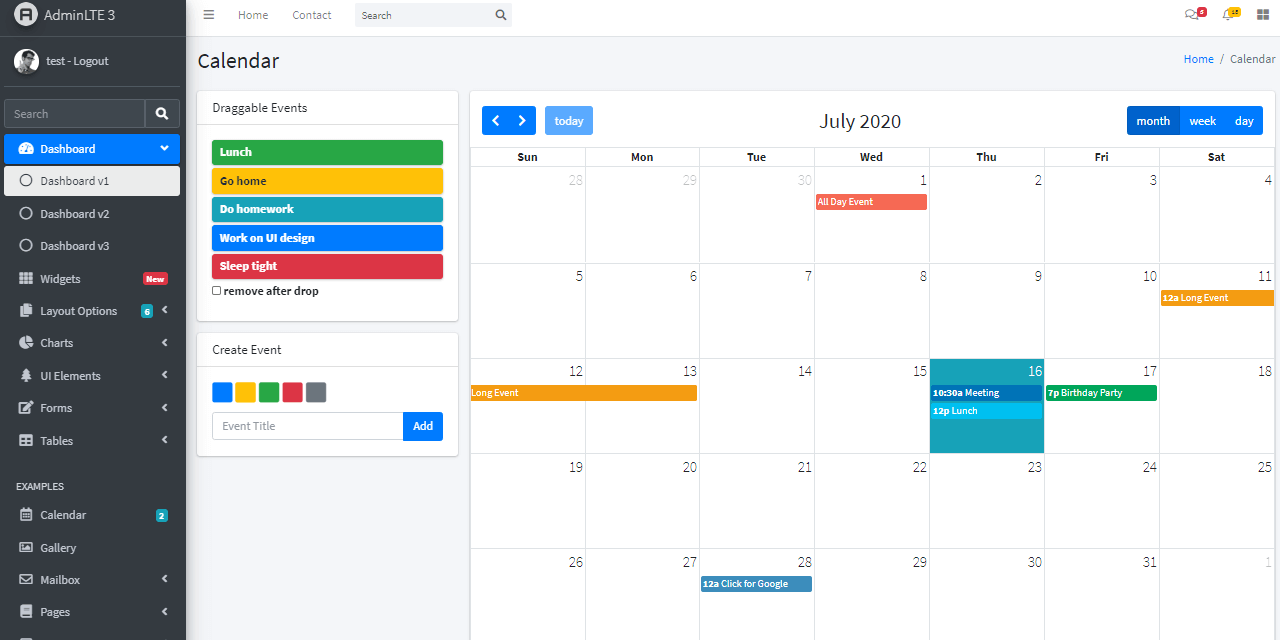 AdminLTE 3
Home
Contact
Search
5
15
test - Logout
Search
Dashboard
Dashboard v1
Dashboard v2
Dashboard v3
Widgets
New
Layout Options
6
Charts
UI Elements
Forms
Tables
EXAMPLES
Calendar
2
Gallery
Mailbox
Pages
Calendar
Home / Calendar
Draggable Events
Lunch
Go home
Do homework
Work on UI design
Sleep tight
remove after drop
Create Event
Event Title
Add
today
July 2020
month week day
Sun Mon Tue Wed Thu Fri Sat
28 29 30 1 2 3 4
All Day Event
5 6 7 8 9 10 11
12a Long Event
12 13 14 15 16 17 18
Long Event
10:30a Meeting
7p Birthday Party
12p Lunch
19 20 21 22 23 24 25
26 27 28 29 30 31 1
12a Click for Google